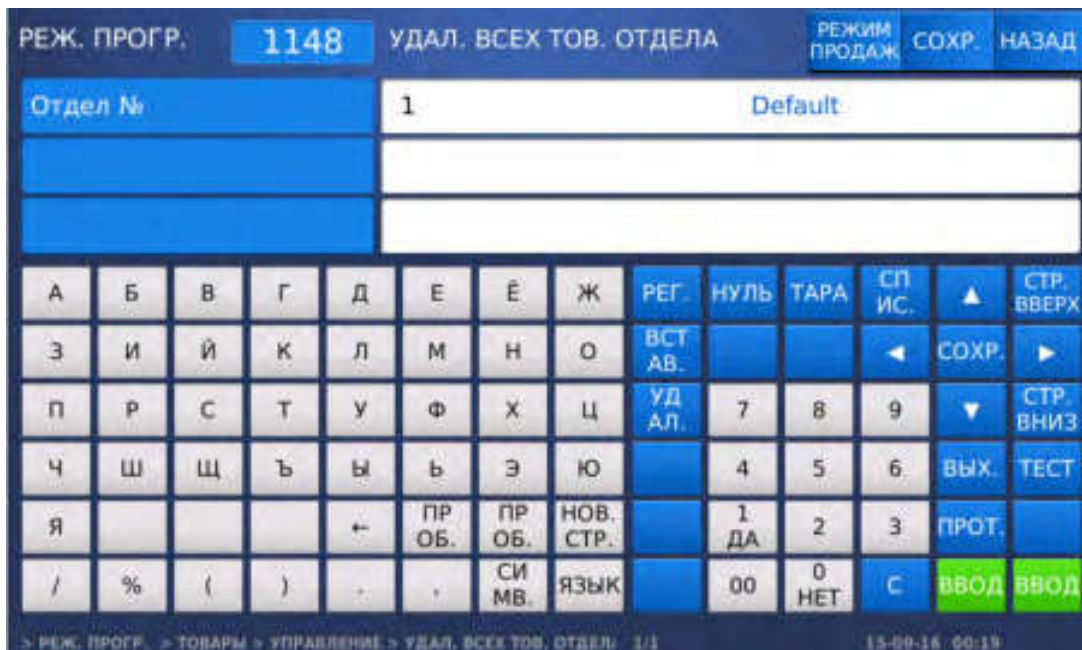 РЕЖ. ПРОГР. 1148 УДАЛ. ВСЕХ ТОВ. ОТДЕЛА РЕЖИМ ПРОДАЖ СОХР. НАЗАД
Отдел № 1 Default
А Б В Г Д Е Ё Ж РЕГ. НУЛЬ ТАРА СП ИС. ▲ СТР. ВВЕРХ
З И Й К Л М Н О ВСТ АВ. ◄ СОХР. ►
П Р С Т У Ф Х Ц УД АЛ. 7 8 9 ▼ СТР. ВНИЗ
Ч Ш Щ Ъ Ы Ь Э Ю 4 5 6 ВЫХ. ТЕСТ
Я ← ПР ОБ. ПР ОБ. НОВ. СТР. 1 ДА 2 3 ПРОТ.
/ % ( ) . , СИ МВ. ЯЗЫК 00 0 НЕТ С ВВОД ВВОД
> РЕЖ. ПРОГР. > ТОВАРЫ > УПРАВЛЕНИЕ > УДАЛ. ВСЕХ ТОВ. ОТДЕЛ 1/1 15-09-16 00:19